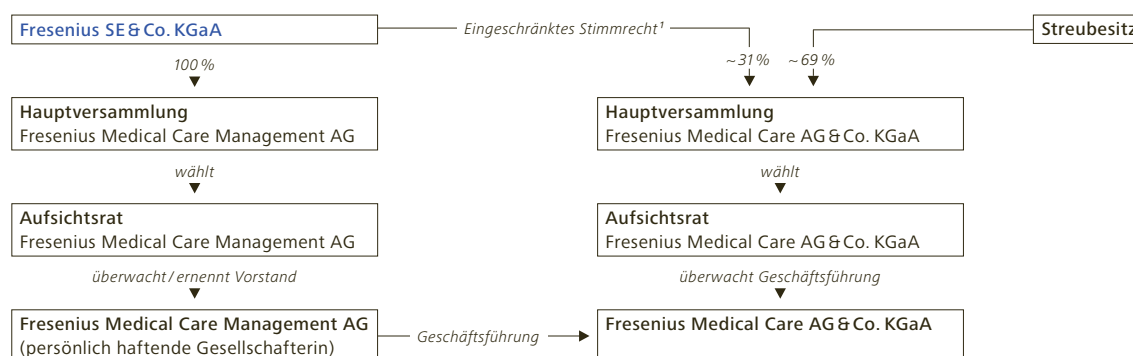 Fresenius SE & Co. KGaA
Eingeschränktes Stimmrecht¹
Streubesitz
100 %
~31 %
~69 %
Hauptversammlung
Fresenius Medical Care Management AG
Hauptversammlung
Fresenius Medical Care AG & Co. KGaA
wählt
wählt
Aufsichtsrat
Fresenius Medical Care Management AG
Aufsichtsrat
Fresenius Medical Care AG & Co. KGaA
überwacht / ernennt Vorstand
überwacht Geschäftsführung
Fresenius Medical Care Management AG
(persönlich haftende Gesellschafterin)
Geschäftsführung
Fresenius Medical Care AG & Co. KGaA